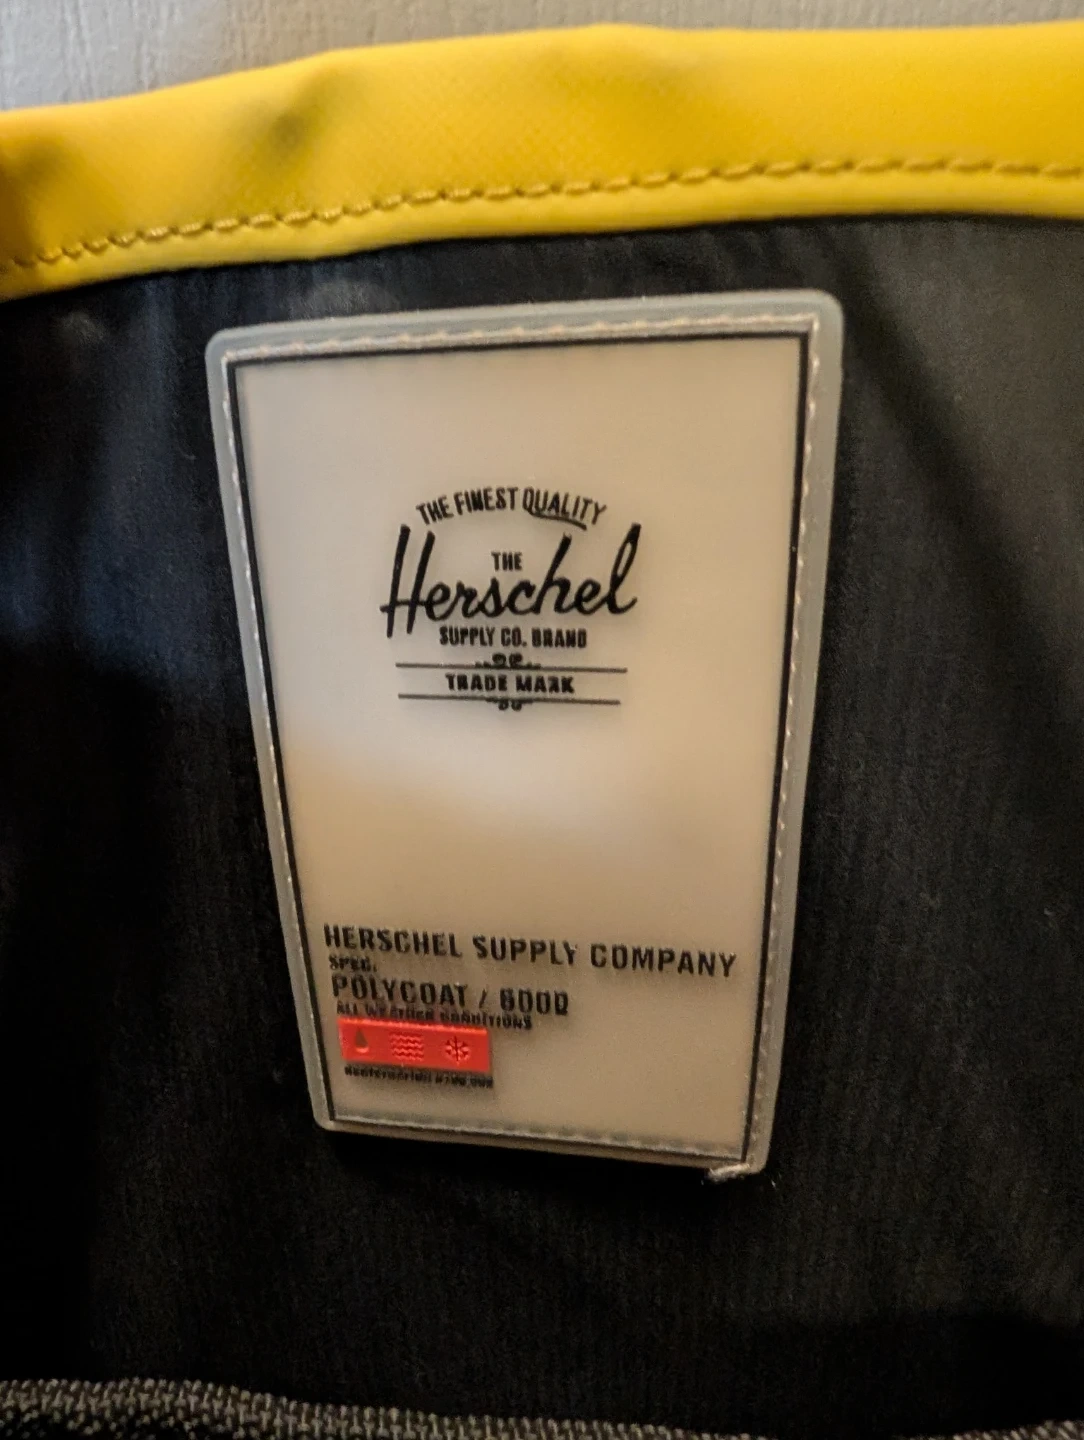 THE FINEST QUALITY
THE
Herschel
SUPPLY CO. BRAND
TRADE MARK
HERSCHEL SUPPLY COMPANY
SPEC.
POLYCOAT / 600D
ALL WEATHER CONDITIONS